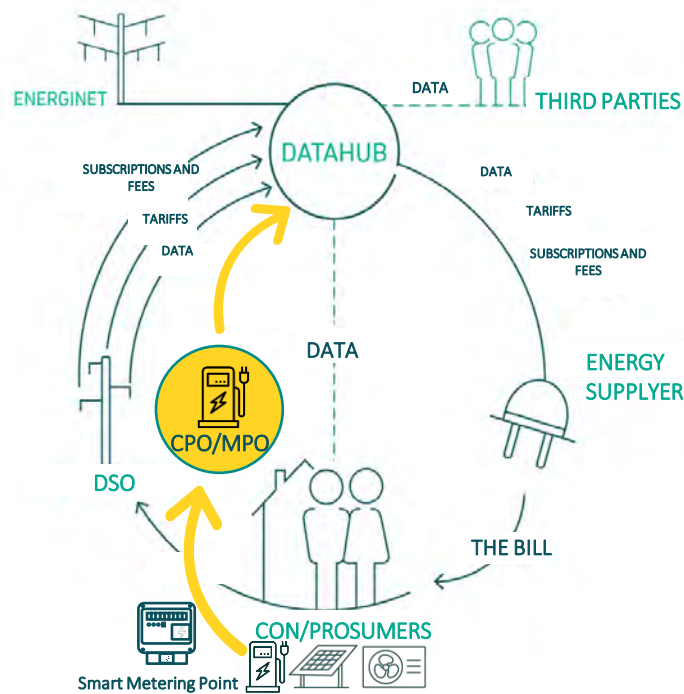 ENERGINET
DATA
THIRD PARTIES
DATAHUB
SUBSCRIPTIONS AND
FEES
TARIFFS
DATA
DATA
TARIFFS
SUBSCRIPTIONS AND
FEES
DATA
ENERGY
SUPPLYER
CPO/MPO
DSO
THE BILL
CON/PROSUMERS
Smart Metering Point